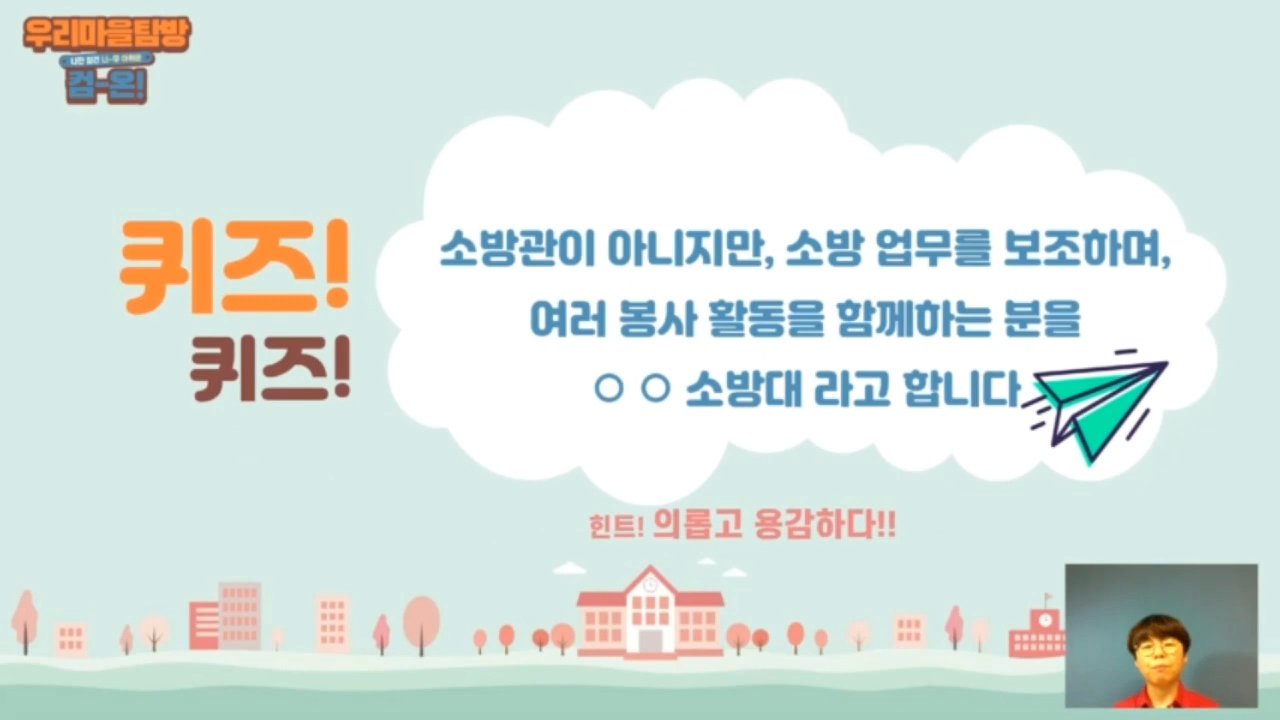 우리마을탐방
컴-온!
퀴즈!
퀴즈!
소방관이 아니지만, 소방 업무를 보조하며,
여러 봉사 활동을 함께하는 분을
○ ○ 소방대 라고 합니다
힌트! 의롭고 용감하다!!